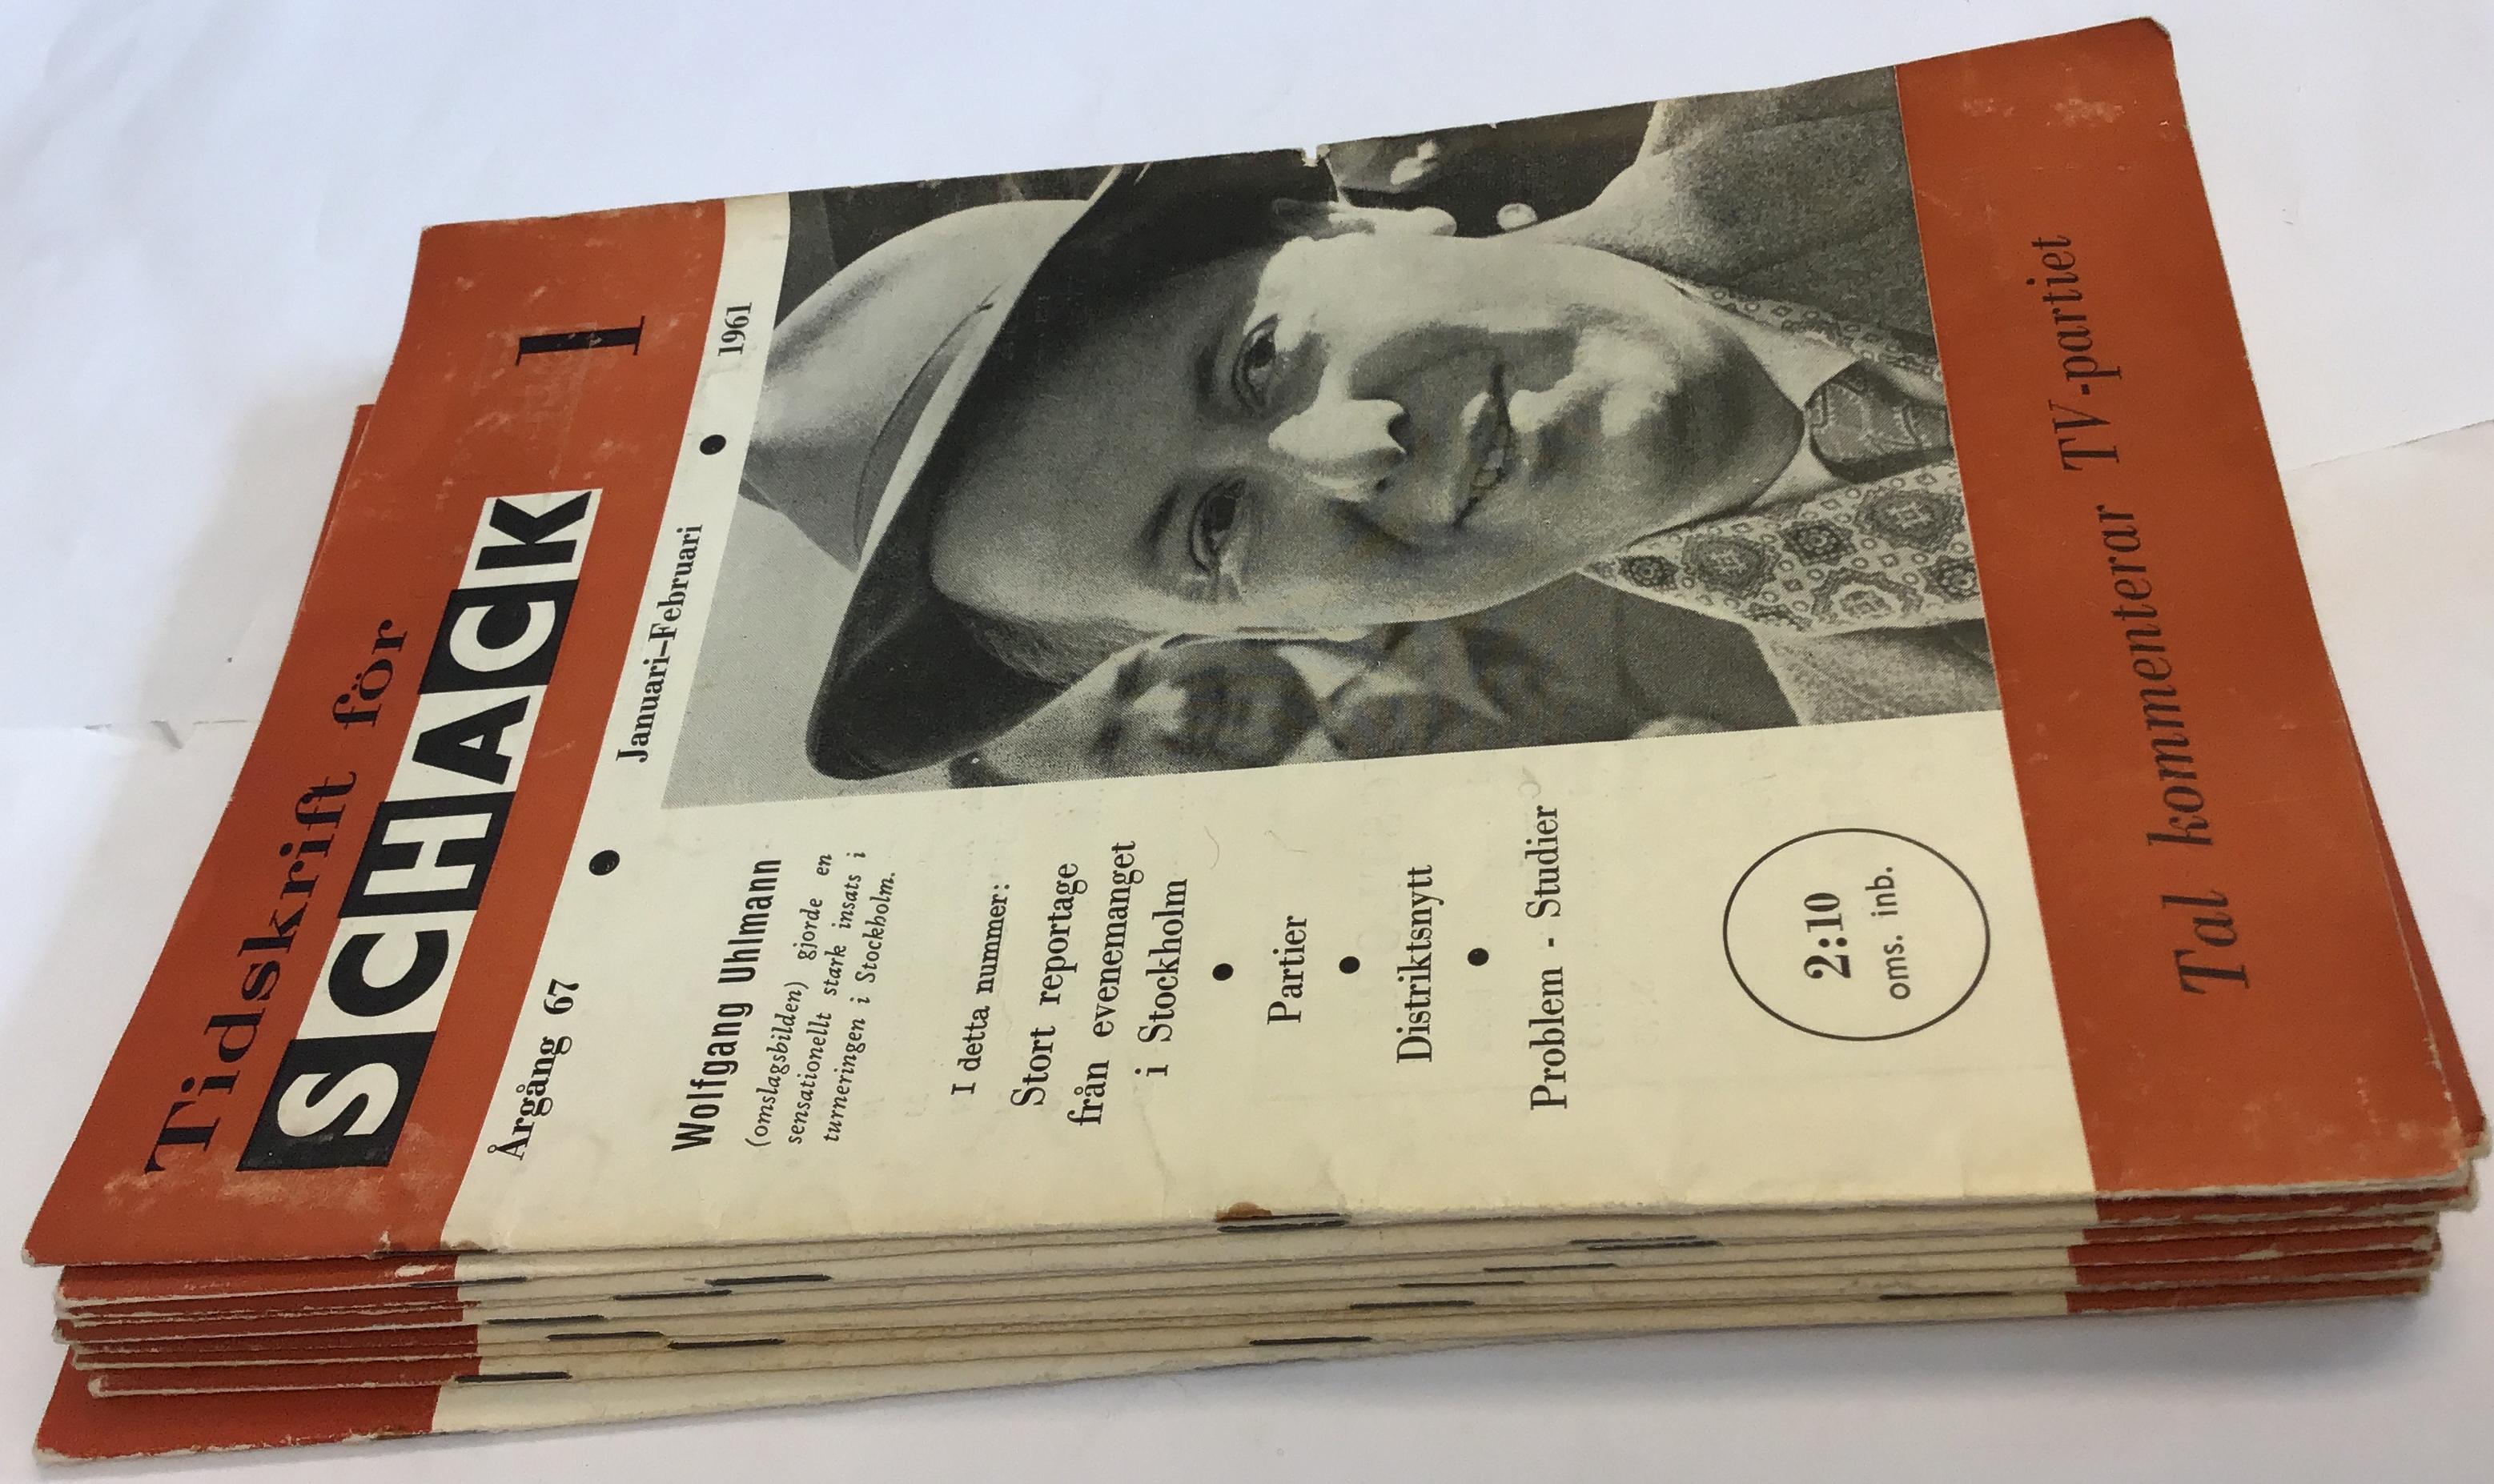 Tidskrift för
SCHACK 1
Årgång 67 • Januari–Februari • 1961
Wolfgang Uhlmann
(omslagsbilden) gjorde en
sensationellt stark insats i
turneringen i Stockholm.
I detta nummer:
Stort reportage
från evenemanget
i Stockholm
•
Partier
•
Distriktsnytt
•
Problem - Studier
2:10
oms. inb.
Tal kommenterar TV-partiet